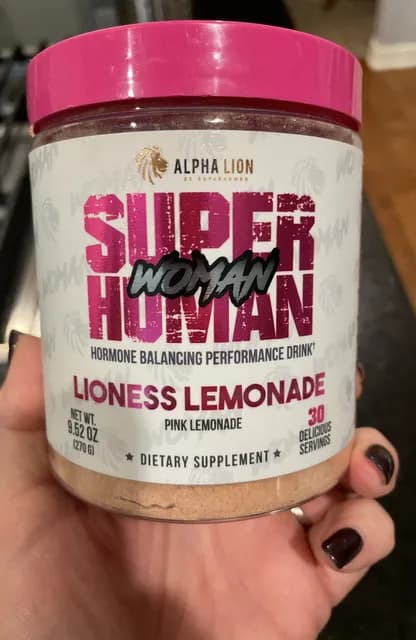 ALPHA LION
BE SUPERHUMAN
SUPER
WOMAN
HUMAN
HORMONE BALANCING PERFORMANCE DRINK†
LIONESS LEMONADE
PINK LEMONADE
NET WT.
9.52 OZ
(270 G)
30
DELICIOUS
SERVINGS
★ DIETARY SUPPLEMENT ★